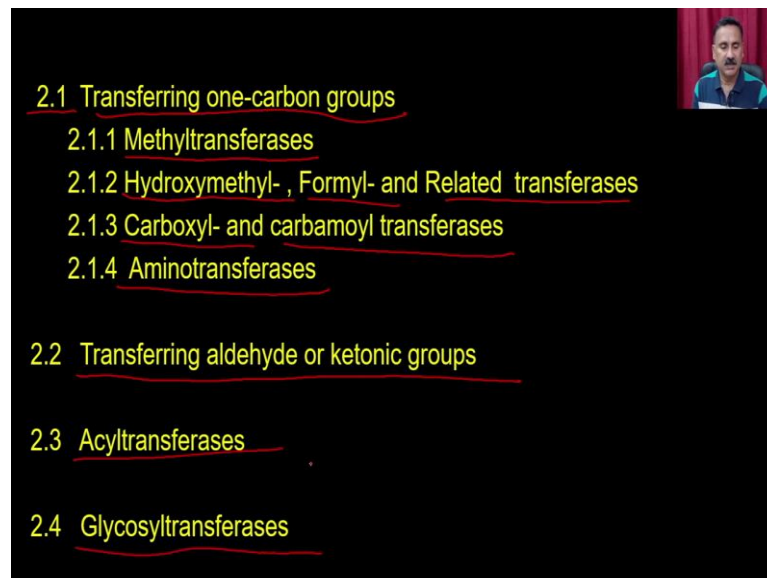 2.1 Transferring one-carbon groups
2.1.1 Methyltransferases
2.1.2 Hydroxymethyl- , Formyl- and Related transferases
2.1.3 Carboxyl- and carbamoyl transferases
2.1.4 Aminotransferases
2.2 Transferring aldehyde or ketonic groups
2.3 Acyltransferases
2.4 Glycosyltransferases